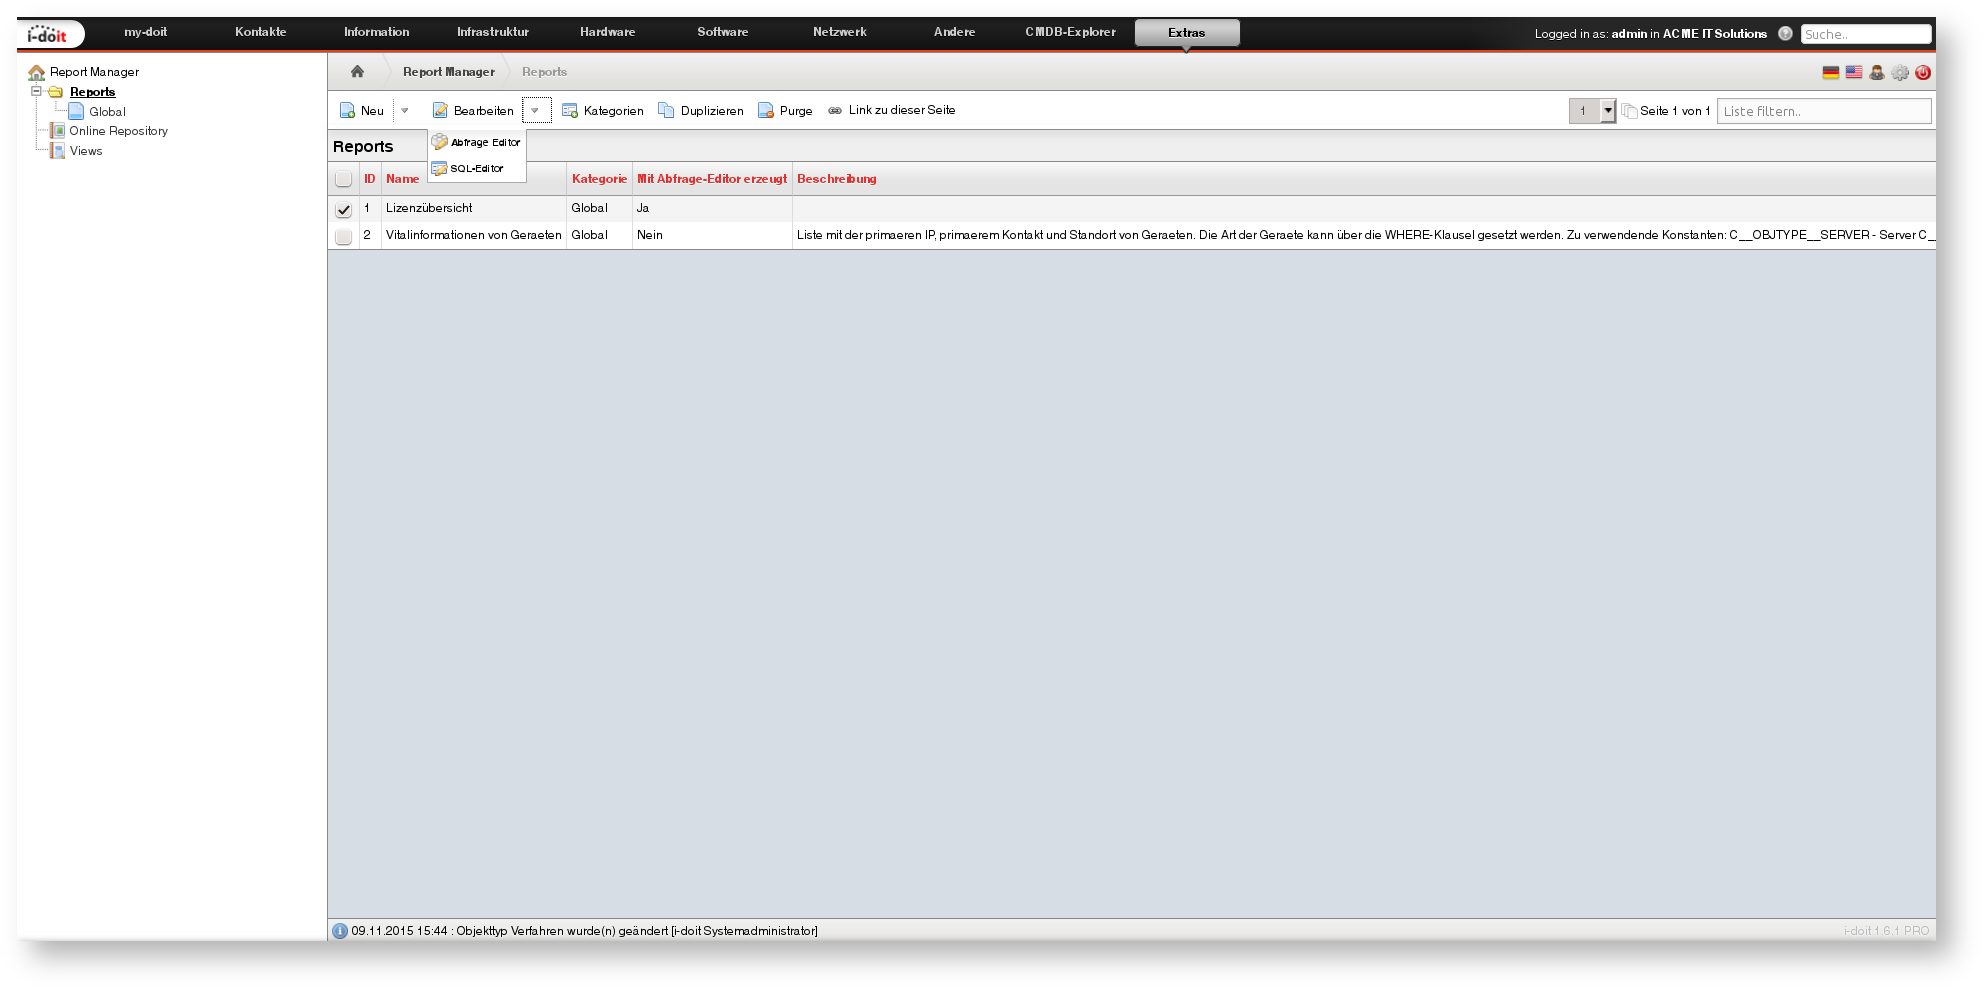 i-doit my-doit Kontakte Information Infrastruktur Hardware Software Netzwerk Andere CMDB-Explorer Extras Logged in as: admin in ACME IT Solutions Suche..
Report Manager
Reports
Global
Online Repository
Views
Report Manager Reports
Neu Bearbeiten Kategorien Duplizieren Purge Link zu dieser Seite 1 Seite 1 von 1 Liste filtern..
Abfrage Editor
SQL-Editor
Reports
ID Name Kategorie Mit Abfrage-Editor erzeugt Beschreibung
1 Lizenzübersicht Global Ja
2 Vitalinformationen von Geraeten Global Nein Liste mit der primaeren IP, primaerem Kontakt und Standort von Geraeten. Die Art der Geraete kann über die WHERE-Klausel gesetzt werden. Zu verwendende Konstanten: C__OBJTYPE__SERVER - Server C__
09.11.2015 15:44 : Objekttyp Verfahren wurde(n) geändert [i-doit Systemadministrator] i-doit 1.6.1 PRO